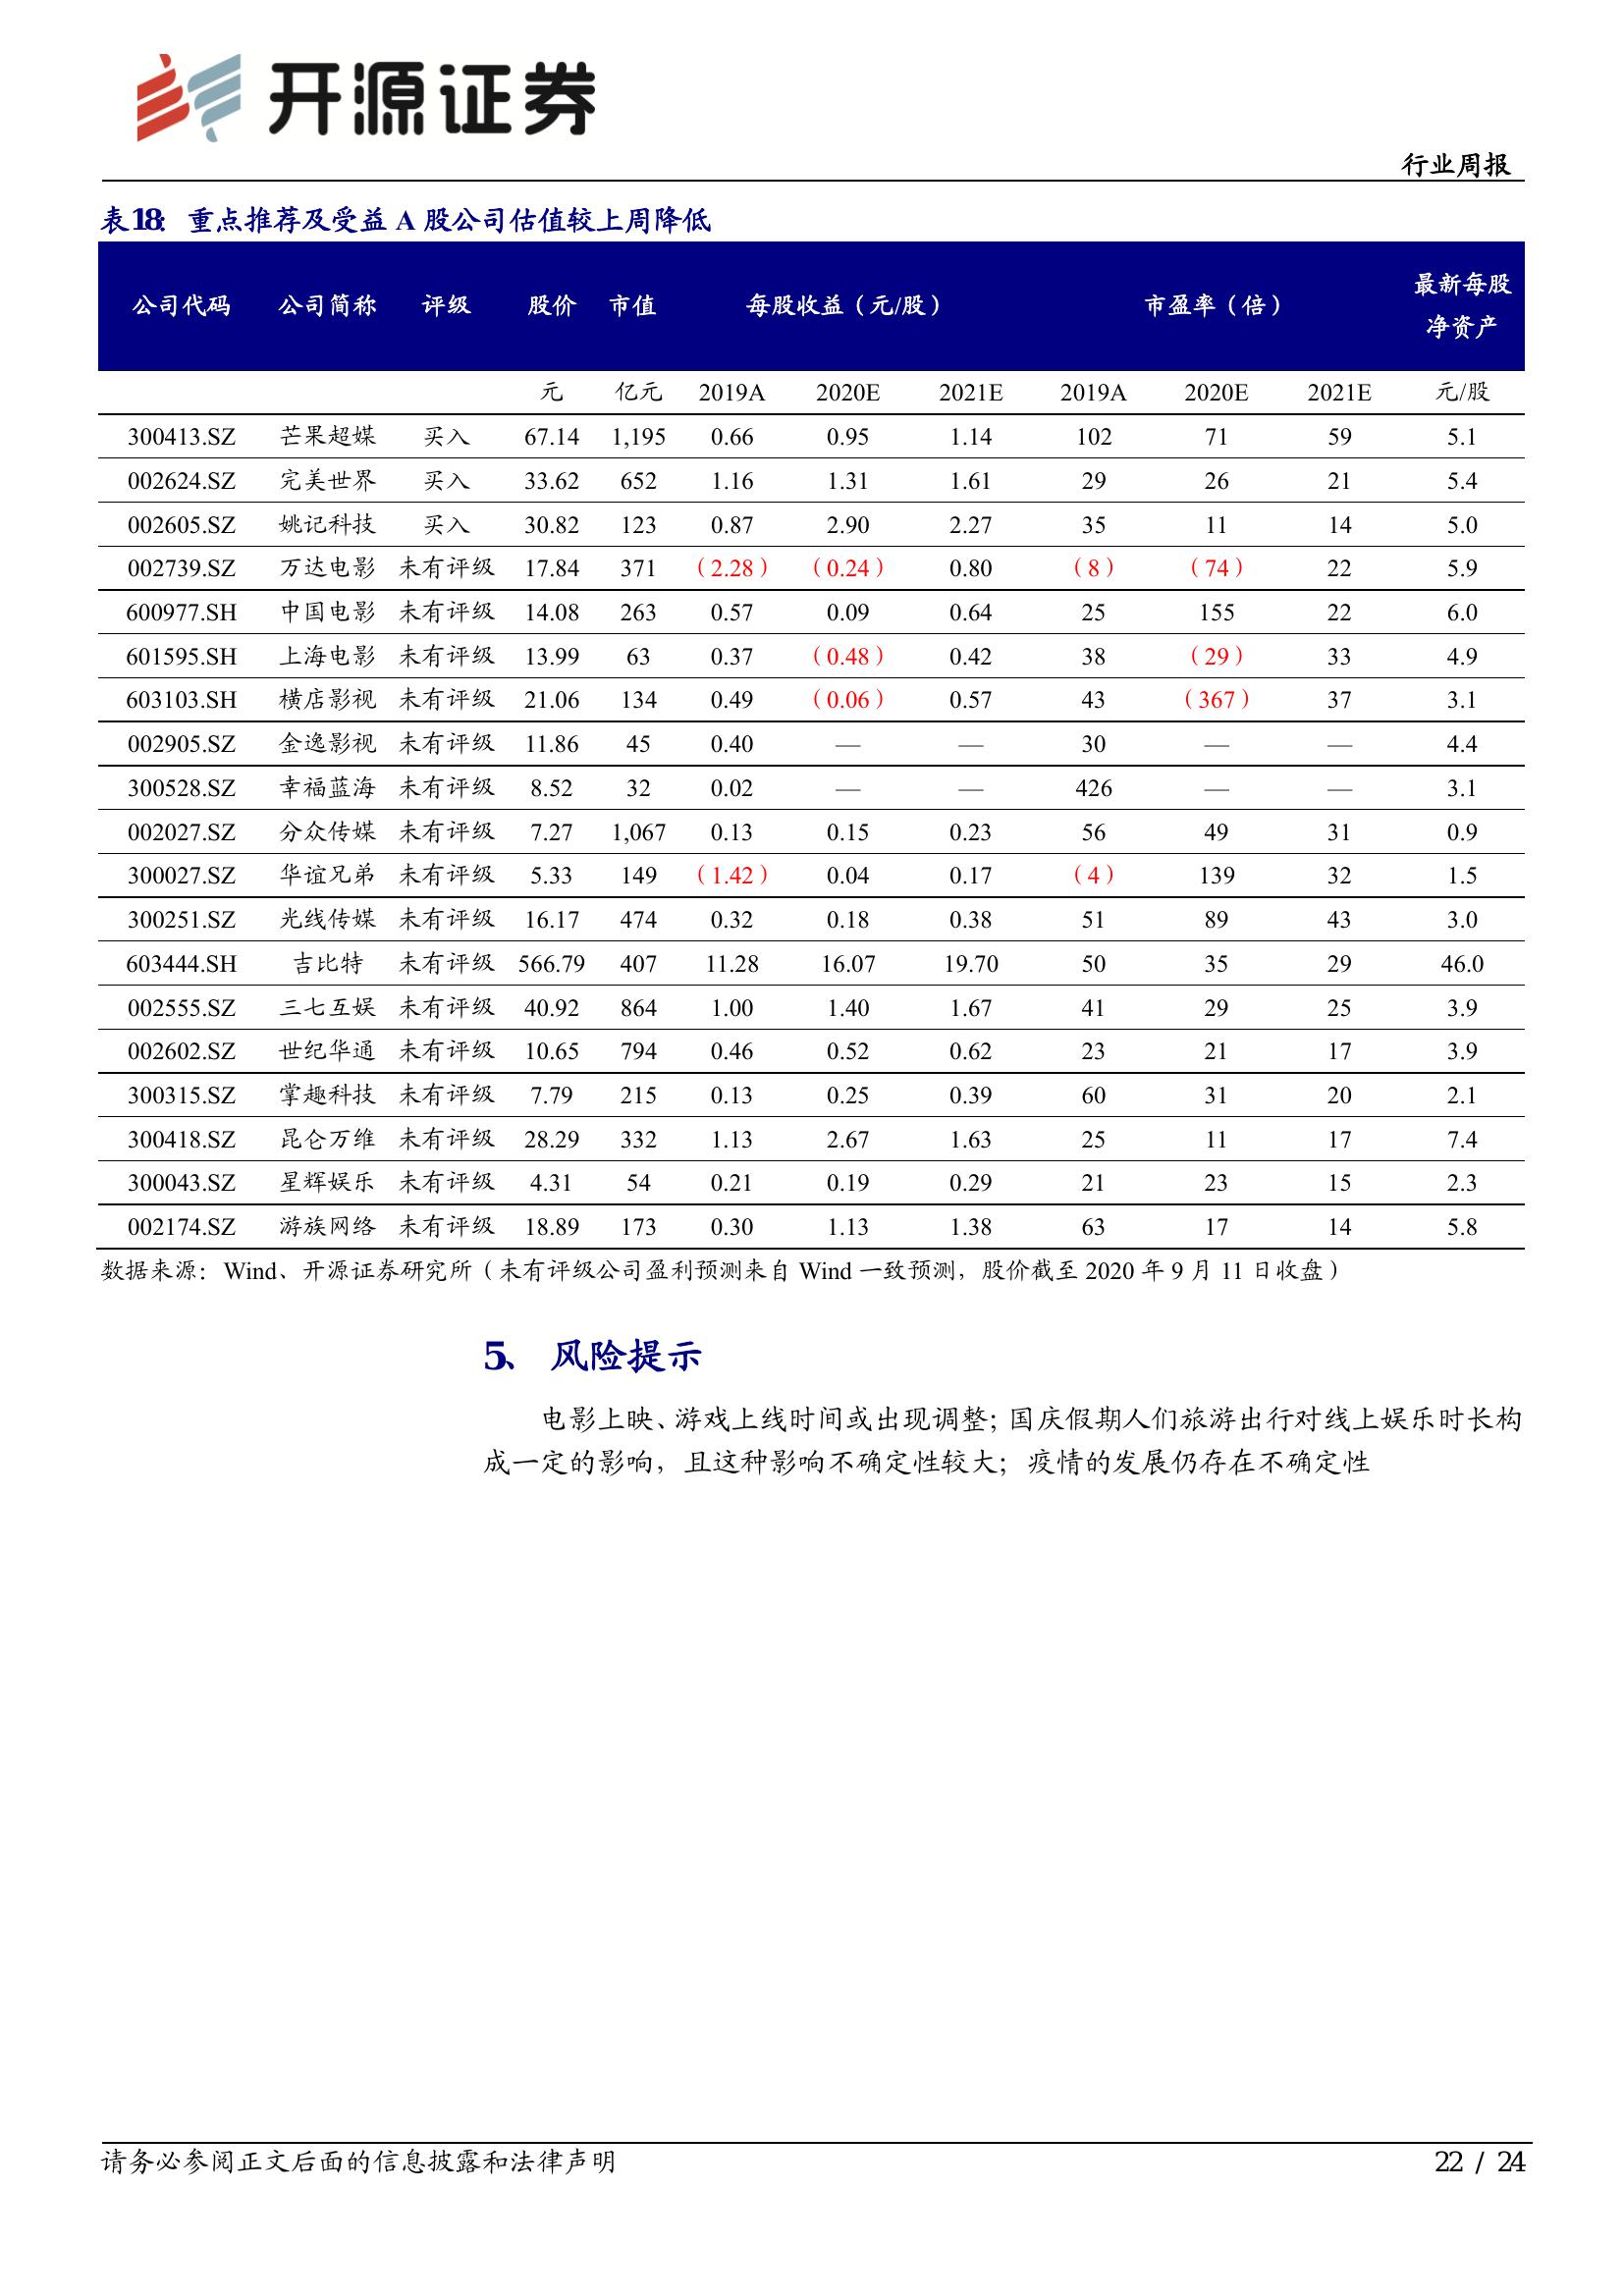 开源证券
行业周报
表18： 重点推荐及受益 A 股公司估值较上周降低
公司代码 公司简称 评级 股价 市值 每股收益（元/股） 市盈率（倍） 最新每股
净资产
元 亿元 2019A 2020E 2021E 2019A 2020E 2021E 元/股
300413.SZ 芒果超媒 买入 67.14 1,195 0.66 0.95 1.14 102 71 59 5.1
002624.SZ 完美世界 买入 33.62 652 1.16 1.31 1.61 29 26 21 5.4
002605.SZ 姚记科技 买入 30.82 123 0.87 2.90 2.27 35 11 14 5.0
002739.SZ 万达电影 未有评级 17.84 371 （2.28） （0.24） 0.80 （8） （74） 22 5.9
600977.SH 中国电影 未有评级 14.08 263 0.57 0.09 0.64 25 155 22 6.0
601595.SH 上海电影 未有评级 13.99 63 0.37 （0.48） 0.42 38 （29） 33 4.9
603103.SH 横店影视 未有评级 21.06 134 0.49 （0.06） 0.57 43 （367） 37 3.1
002905.SZ 金逸影视 未有评级 11.86 45 0.40 — — 30 — — 4.4
300528.SZ 幸福蓝海 未有评级 8.52 32 0.02 — — 426 — — 3.1
002027.SZ 分众传媒 未有评级 7.27 1,067 0.13 0.15 0.23 56 49 31 0.9
300027.SZ 华谊兄弟 未有评级 5.33 149 （1.42） 0.04 0.17 （4） 139 32 1.5
300251.SZ 光线传媒 未有评级 16.17 474 0.32 0.18 0.38 51 89 43 3.0
603444.SH 吉比特 未有评级 566.79 407 11.28 16.07 19.70 50 35 29 46.0
002555.SZ 三七互娱 未有评级 40.92 864 1.00 1.40 1.67 41 29 25 3.9
002602.SZ 世纪华通 未有评级 10.65 794 0.46 0.52 0.62 23 21 17 3.9
300315.SZ 掌趣科技 未有评级 7.79 215 0.13 0.25 0.39 60 31 20 2.1
300418.SZ 昆仑万维 未有评级 28.29 332 1.13 2.67 1.63 25 11 17 7.4
300043.SZ 星辉娱乐 未有评级 4.31 54 0.21 0.19 0.29 21 23 15 2.3
002174.SZ 游族网络 未有评级 18.89 173 0.30 1.13 1.38 63 17 14 5.8
数据来源：Wind、开源证券研究所（未有评级公司盈利预测来自 Wind 一致预测，股价截至 2020 年 9 月 11 日收盘）
5、 风险提示
电影上映、游戏上线时间或出现调整；国庆假期人们旅游出行对线上娱乐时长构
成一定的影响，且这种影响不确定性较大；疫情的发展仍存在不确定性
请务必参阅正文后面的信息披露和法律声明 22 / 24